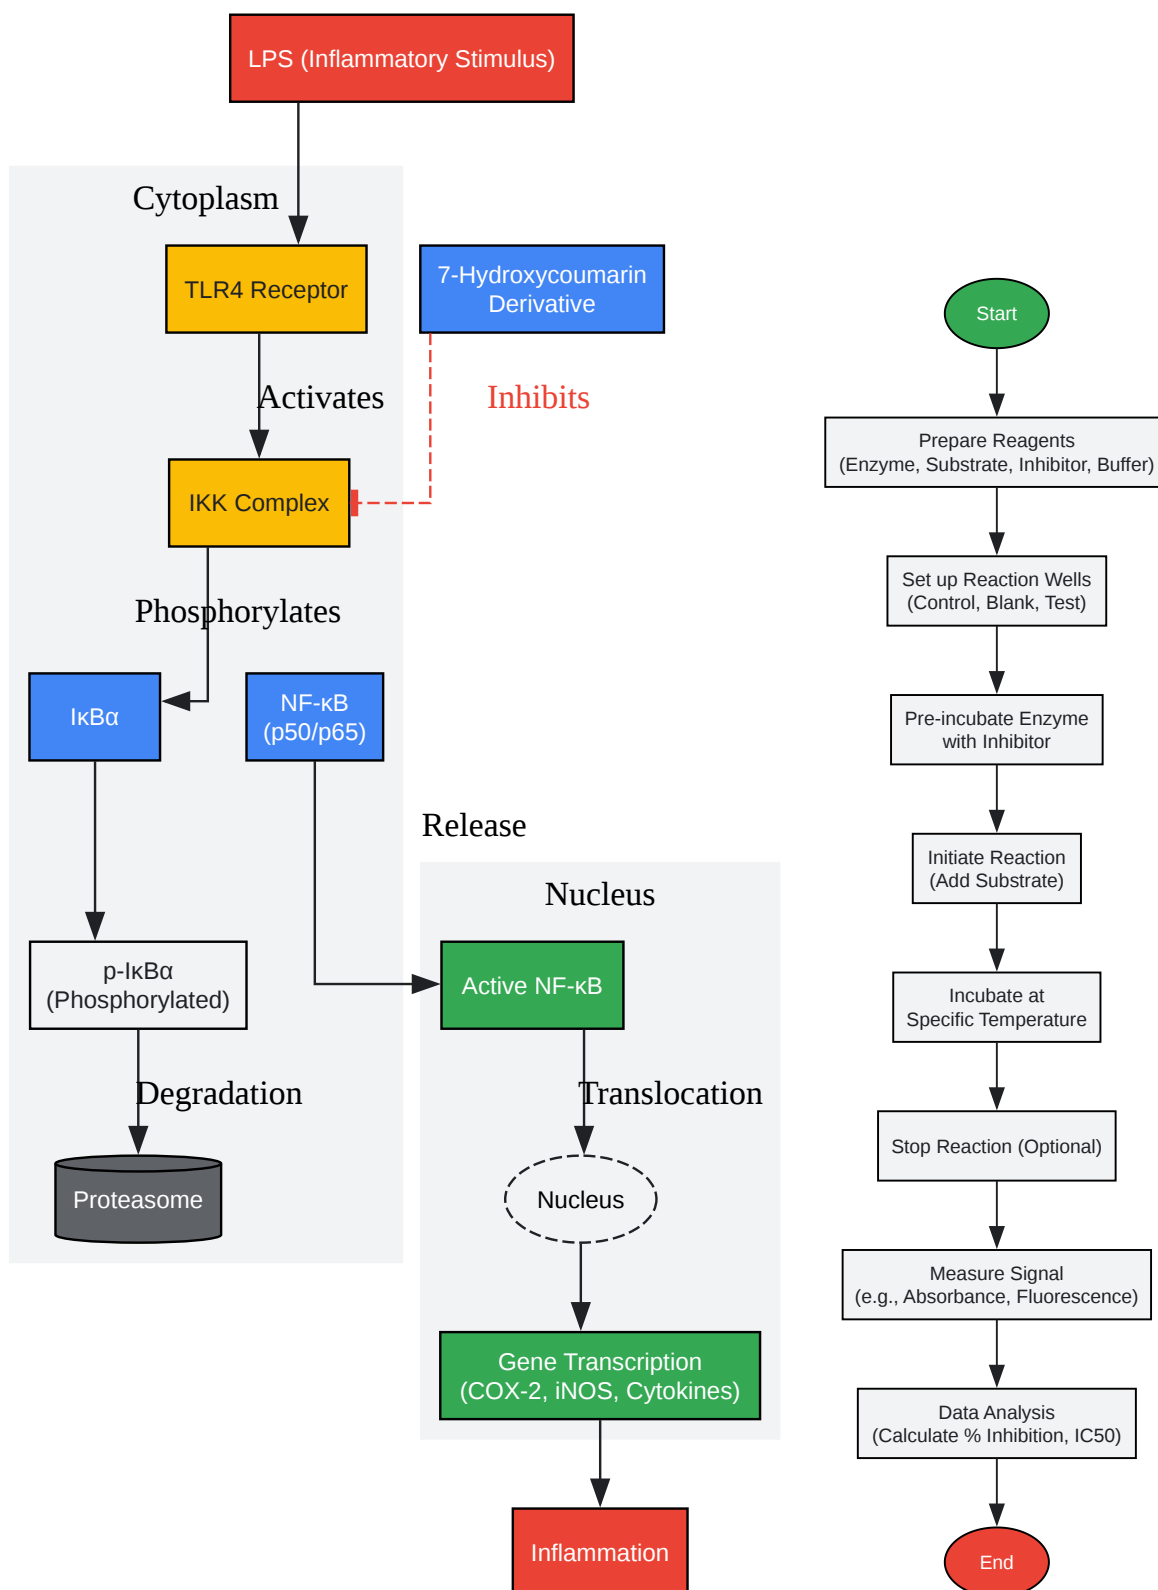 LPS (Inflammatory Stimulus)
Cytoplasm
TLR4 Receptor
7-Hydroxycoumarin
Derivative
Activates
Inhibits
IKK Complex
Phosphorylates
IκBα
NF-κB
(p50/p65)
Release
Nucleus
p-IκBα
(Phosphorylated)
Active NF-κB
Degradation
Translocation
Proteasome
Nucleus
Gene Transcription
(COX-2, iNOS, Cytokines)
Inflammation
Start
Prepare Reagents
(Enzyme, Substrate, Inhibitor, Buffer)
Set up Reaction Wells
(Control, Blank, Test)
Pre-incubate Enzyme
with Inhibitor
Initiate Reaction
(Add Substrate)
Incubate at
Specific Temperature
Stop Reaction (Optional)
Measure Signal
(e.g., Absorbance, Fluorescence)
Data Analysis
(Calculate % Inhibition, IC50)
End